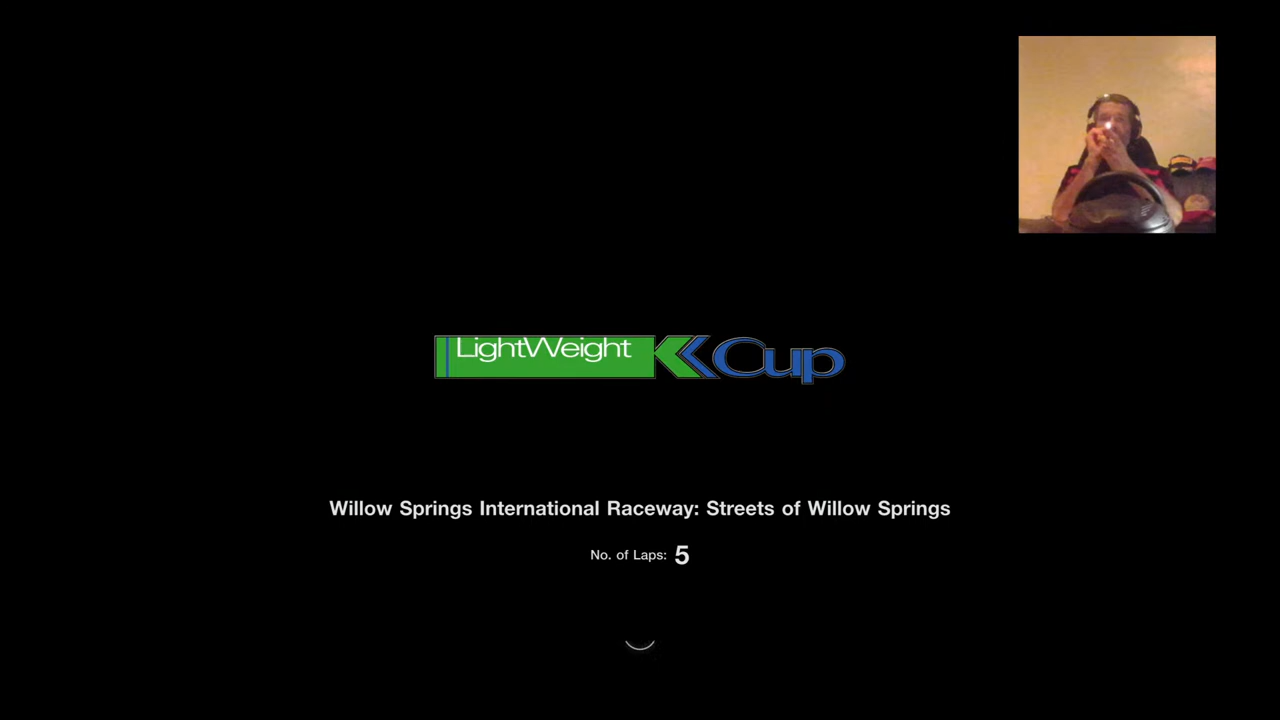 LightWeight K Cup
Willow Springs International Raceway: Streets of Willow Springs
No. of Laps: 5